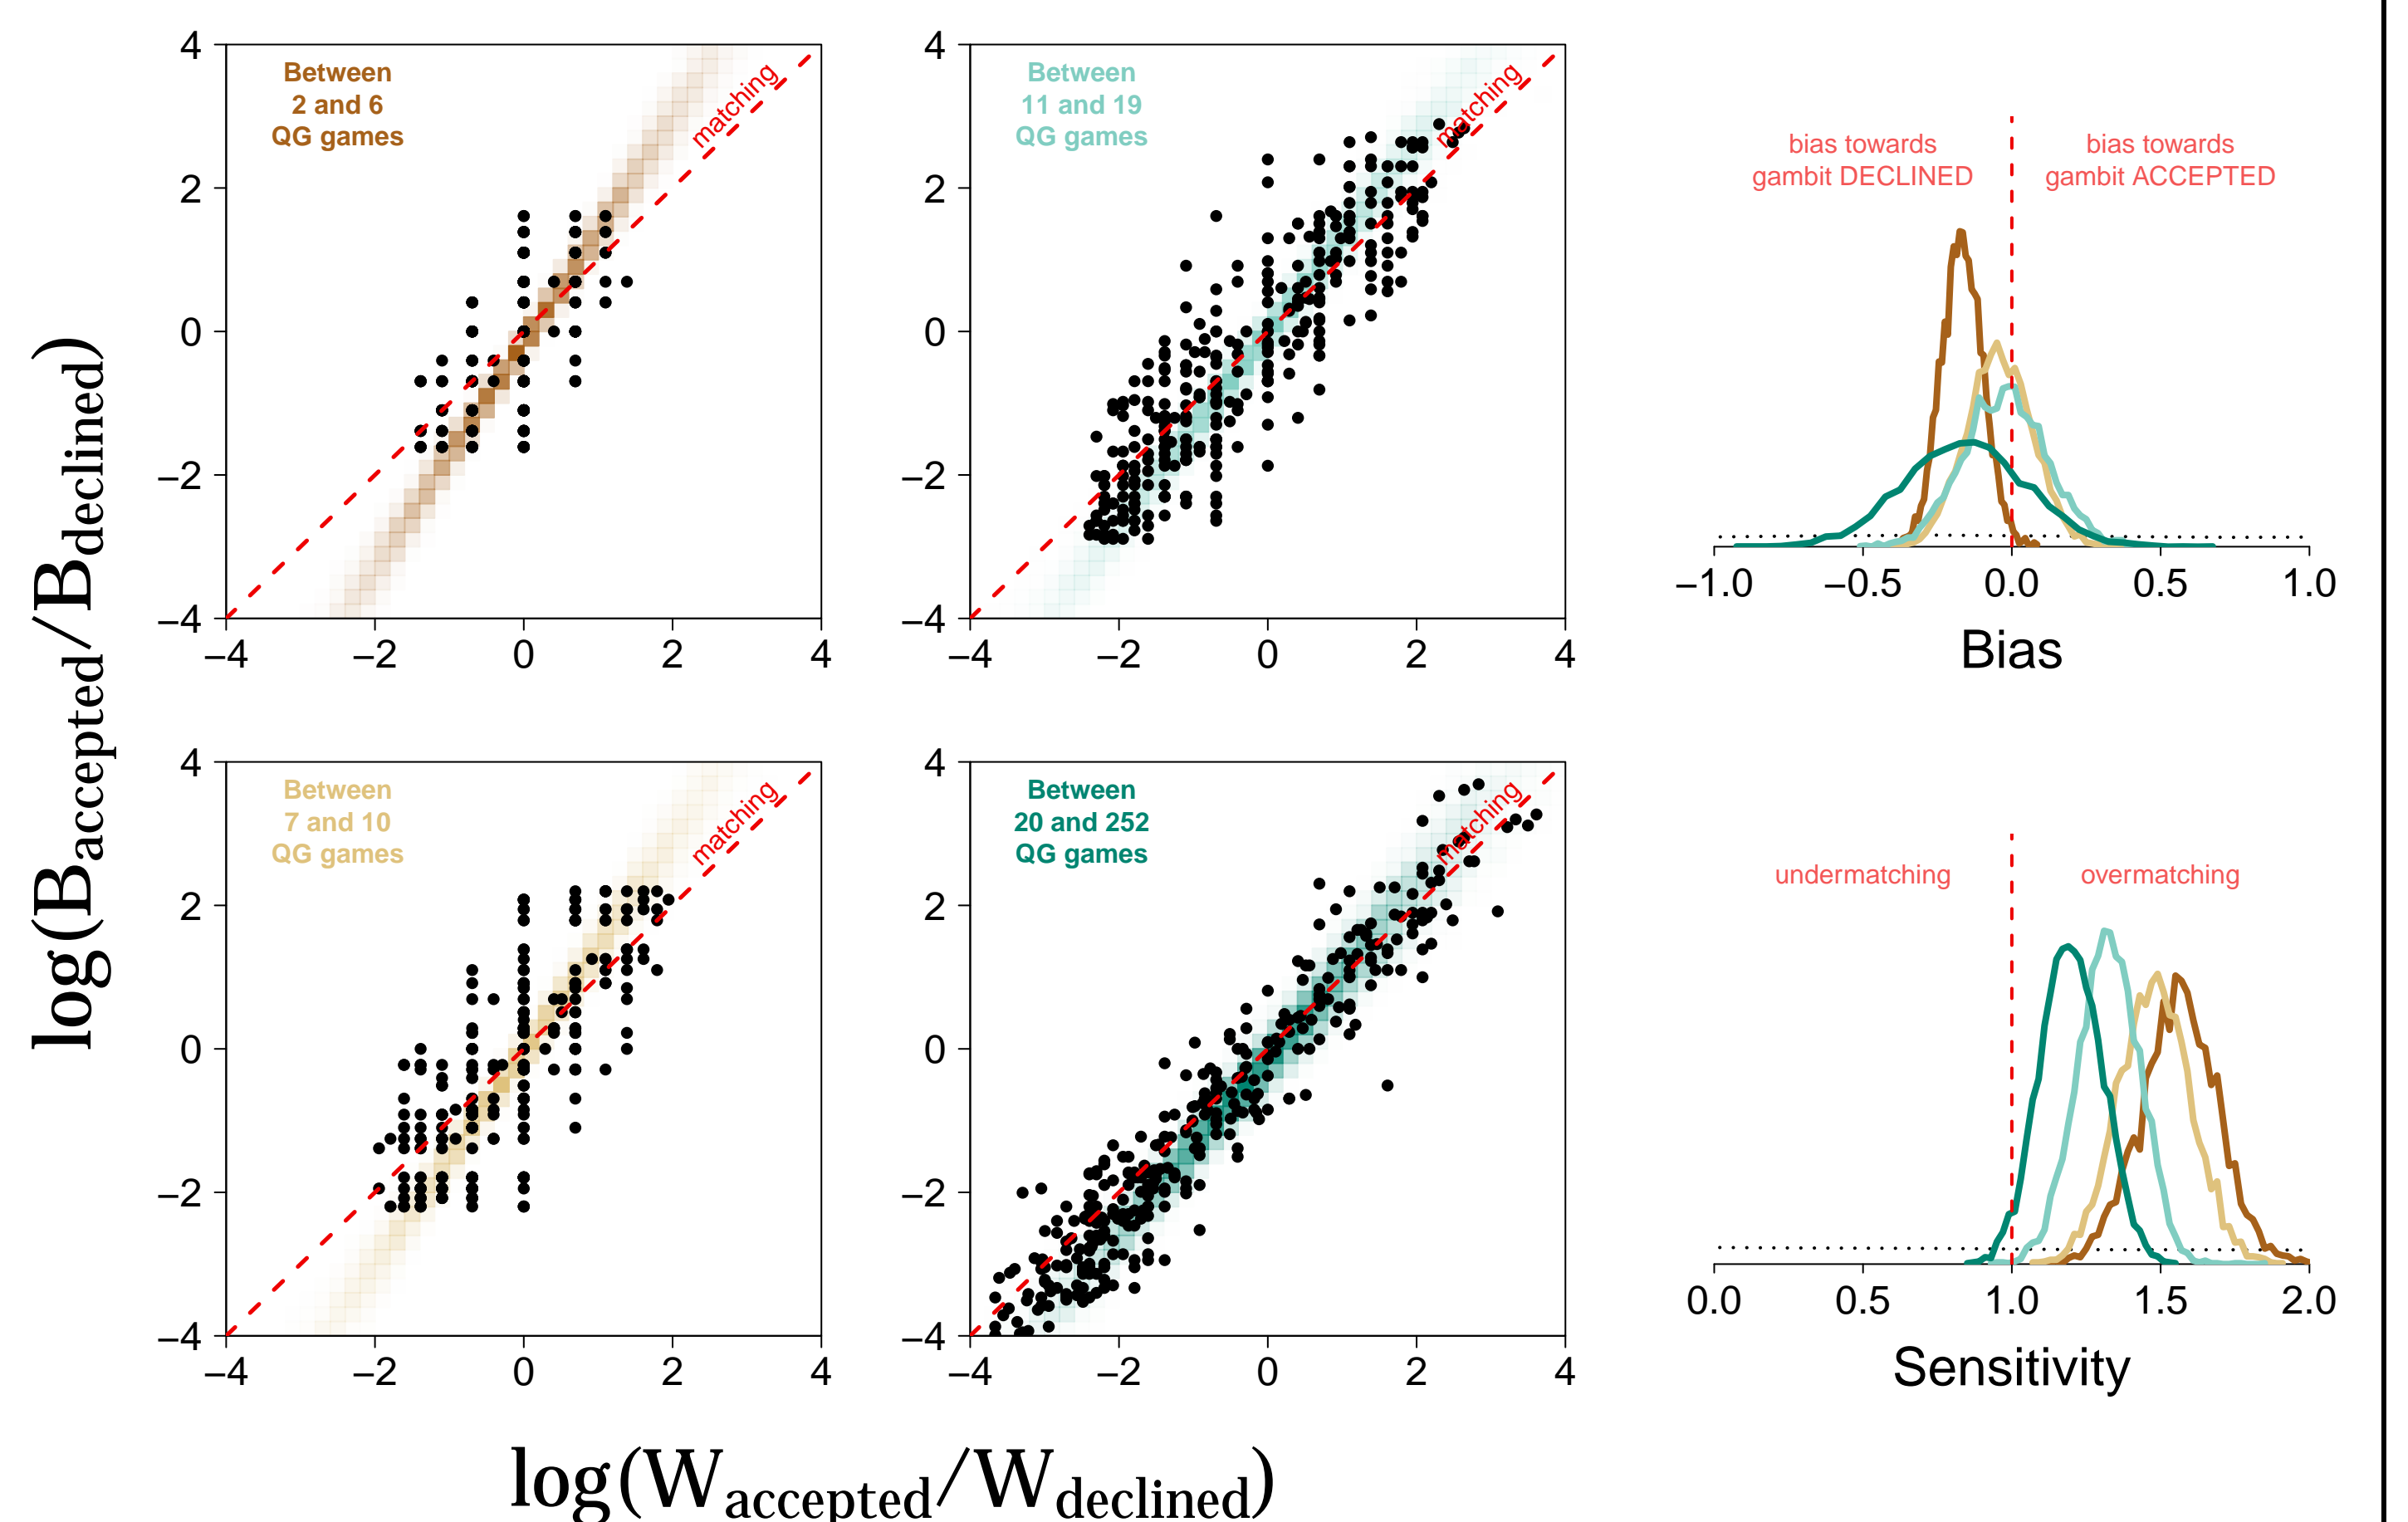 log(Baccepted/Bdeclined)
4
2
0
−2
−4
−4
−2
0
2
4
Between
2 and 6
QG games
matching
4
2
0
−2
−4
−4
−2
0
2
4
Between
11 and 19
QG games
matching
bias towards
gambit DECLINED
bias towards
gambit ACCEPTED
−1.0
−0.5
0.0
0.5
1.0
Bias
4
2
0
−2
−4
−4
−2
0
2
4
Between
7 and 10
QG games
matching
4
2
0
−2
−4
−4
−2
0
2
4
Between
20 and 252
QG games
matching
undermatching
overmatching
0.0
0.5
1.0
1.5
2.0
Sensitivity
log(Waccepted/Wdeclined)